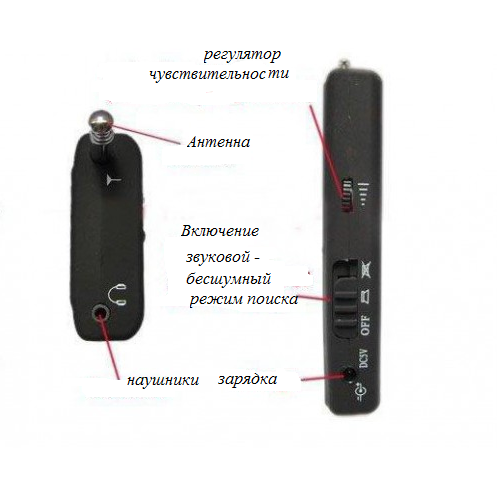 регулятор
чувствительности
Антенна
Включение
звуковой -
бесшумный
режим поиска
OFF
DC5V
наушники
зарядка